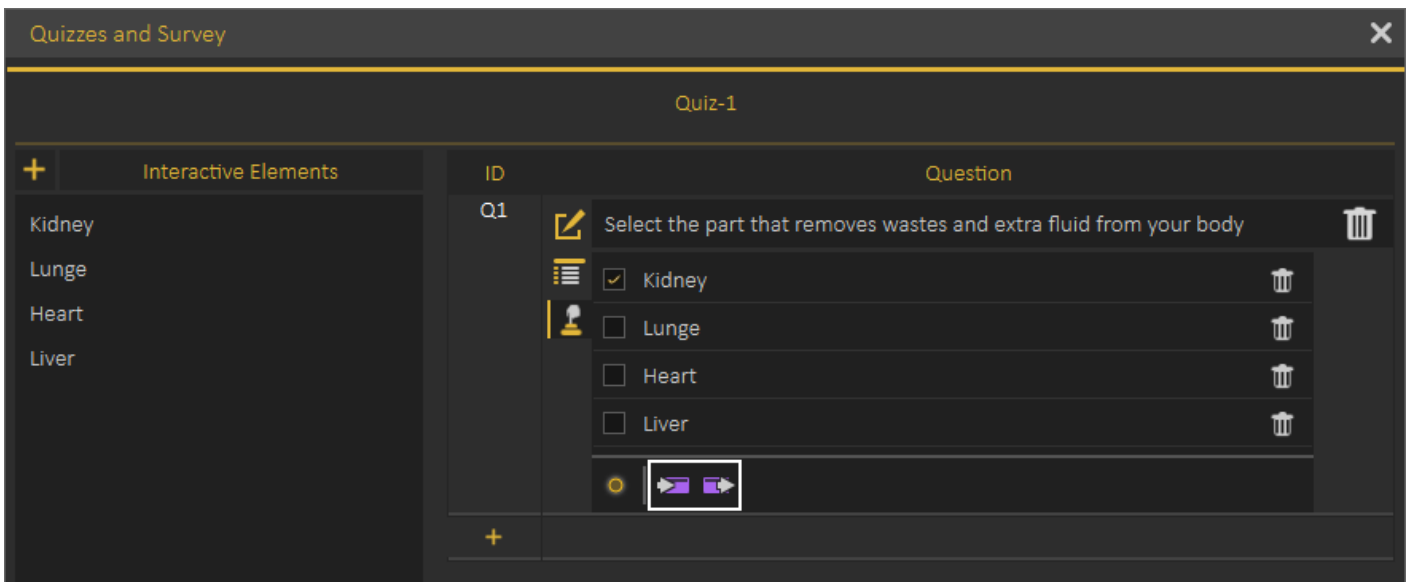 Quizzes and Survey
Quiz-1
Interactive Elements
Kidney
Lunge
Heart
Liver
ID
Question
Q1
Select the part that removes wastes and extra fluid from your body
Kidney
Lunge
Heart
Liver